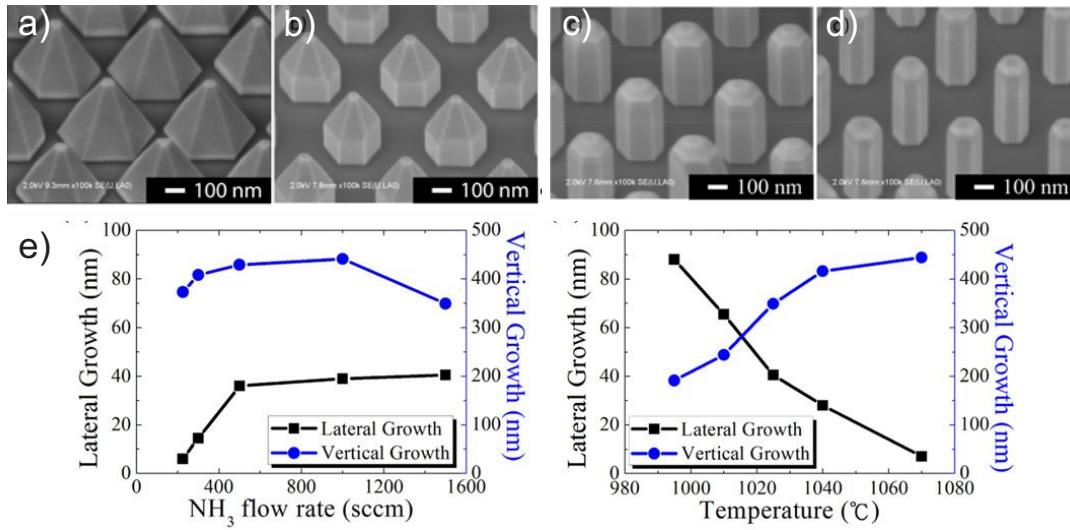 a)
b)
c)
d)
2.0kV 9.3mm x100k SE(U,LA0)
100 nm
2.0kV 7.6mm x100k SE(U,LA0)
100 nm
2.0kV 7.6mm x100k SE(U,LA0)
100 nm
2.0kV 7.6mm x100k SE(U,LA0)
100 nm
e)
Lateral Growth (nm)
100
80
60
40
20
0
Vertical Growth (nm)
500
400
300
200
100
0
Lateral Growth
Vertical Growth
0 400 800 1200 1600
NH3 flow rate (sccm)
Lateral Growth (nm)
100
80
60
40
20
0
Vertical Growth (nm)
500
400
300
200
100
0
Lateral Growth
Vertical Growth
980 1000 1020 1040 1060 1080
Temperature (℃)